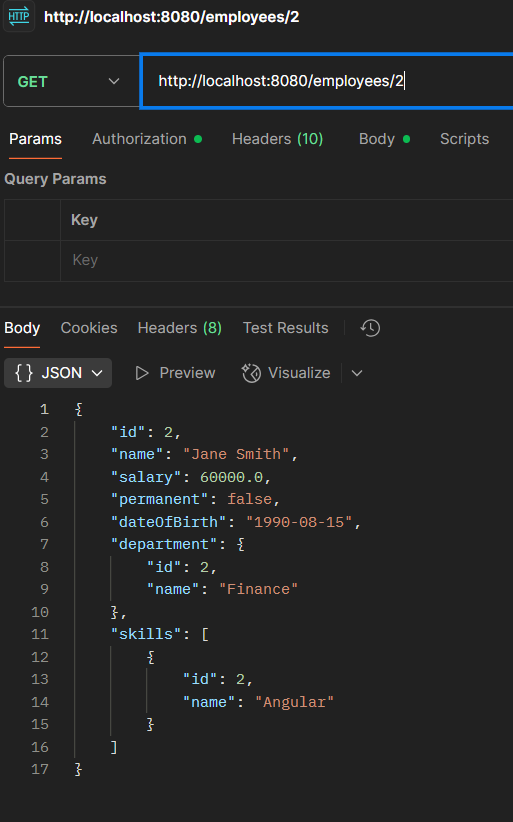 HTTP http://localhost:8080/employees/2
GET http://localhost:8080/employees/2
Params Authorization Headers (10) Body Scripts
Query Params
Key
Key
Body Cookies Headers (8) Test Results
{} JSON Preview Visualize
1 {
2 "id": 2,
3 "name": "Jane Smith",
4 "salary": 60000.0,
5 "permanent": false,
6 "dateOfBirth": "1990-08-15",
7 "department": {
8 "id": 2,
9 "name": "Finance"
10 },
11 "skills": [
12 {
13 "id": 2,
14 "name": "Angular"
15 }
16 ]
17 }